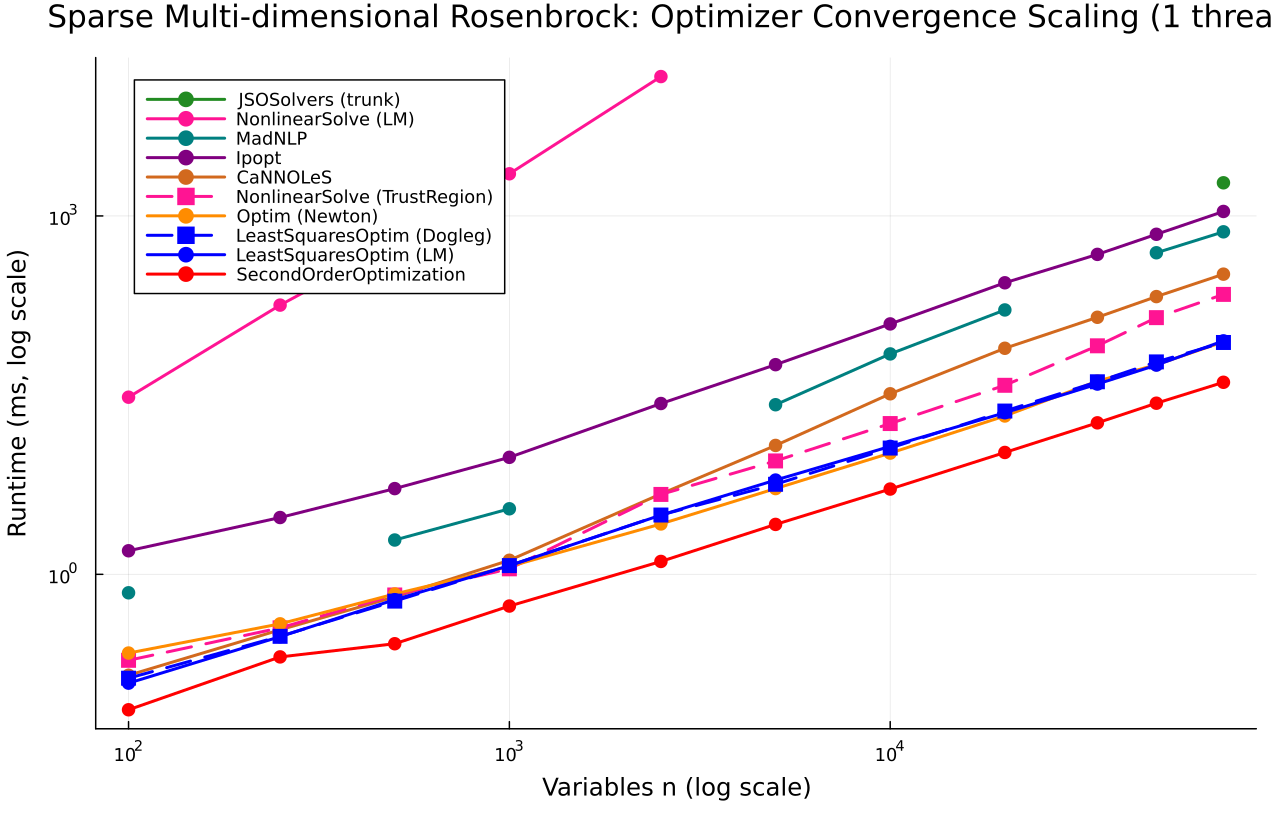 Sparse Multi-dimensional Rosenbrock: Optimizer Convergence Scaling (1 threa
JSOSolvers (trunk)
NonlinearSolve (LM)
MadNLP
Ipopt
CaNNOLeS
NonlinearSolve (TrustRegion)
Optim (Newton)
LeastSquaresOptim (Dogleg)
LeastSquaresOptim (LM)
SecondOrderOptimization
Runtime (ms, log scale)
10³
10⁰
10² 10³ 10⁴
Variables n (log scale)